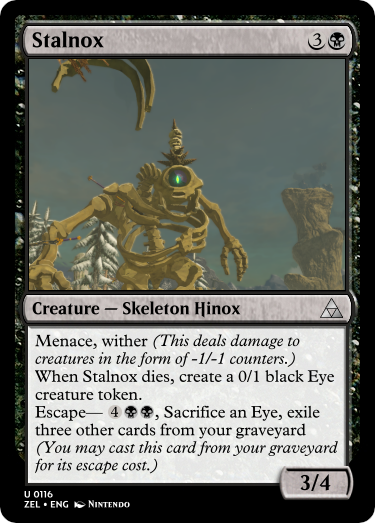 Stalnox 3
Creature — Skeleton Hinox
Menace, wither (This deals damage to
creatures in the form of -1/-1 counters.)
When Stalnox dies, create a 0/1 black Eye
creature token.
Escape— 4, Sacrifice an Eye, exile
three other cards from your graveyard
(You may cast this card from your graveyard
for its escape cost.)
3/4
U 0116
ZEL • ENG Nintendo